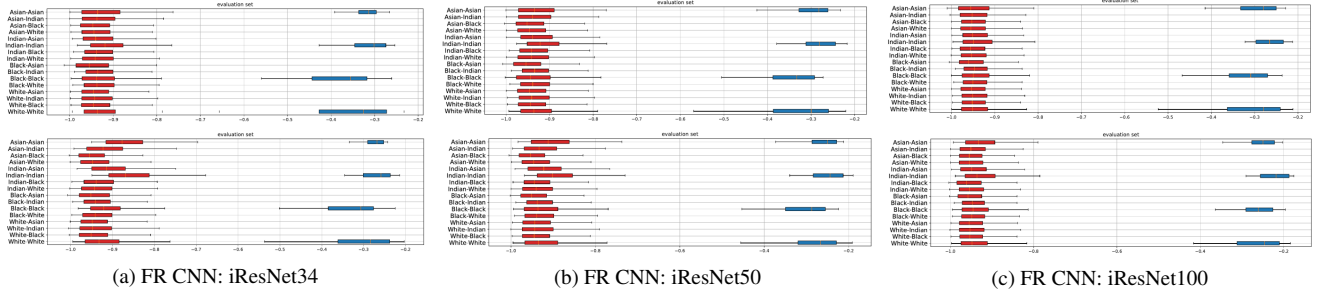 evaluation set
Asian-Asian
Asian-Indian
Asian-Black
Asian-White
Indian-Asian
Indian-Indian
Indian-Black
Indian-White
Black-Asian
Black-Indian
Black-Black
Black-White
White-Asian
White-Indian
White-Black
White-White
−1.0 −0.9 −0.8 −0.7 −0.6 −0.5 −0.4 −0.3 −0.2
evaluation set
Asian-Asian
Asian-Indian
Asian-Black
Asian-White
Indian-Asian
Indian-Indian
Indian-Black
Indian-White
Black-Asian
Black-Indian
Black-Black
Black-White
White-Asian
White-Indian
White-Black
White White
−1.0 −0.9 −0.8 −0.7 −0.6 −0.5 −0.4 −0.3 −0.2
(a) FR CNN: iResNet34
evaluation set
Asian-Asian
Asian-Indian
Asian-Black
Asian-White
Indian-Asian
Indian-Indian
Indian-Black
Indian-White
Black-Asian
Black-Indian
Black-Black
Black-White
White-Asian
White-Indian
White-Black
White-White
−1.0 −0.9 −0.8 −0.7 −0.6 −0.5 −0.4 −0.3 −0.2
evaluation set
Asian-Asian
Asian-Indian
Asian-Black
Asian-White
Indian-Asian
Indian-Indian
Indian-Black
Indian-White
Black-Asian
Black-Indian
Black-Black
Black-White
White-Asian
White-Indian
White-Black
White White
−1.0 −0.8 −0.6 −0.4 −0.2
(b) FR CNN: iResNet50
evaluation set
Asian-Asian
Asian-Indian
Asian-Black
Asian-White
Indian-Asian
Indian-Indian
Indian-Black
Indian-White
Black-Asian
Black-Indian
Black-Black
Black-White
White-Asian
White-Indian
White-Black
White White
−1.0 −0.9 −0.8 −0.7 −0.6 −0.5 −0.4 −0.3 −0.2
evaluation set
Asian-Asian
Asian-Indian
Asian-Black
Asian-White
Indian-Asian
Indian-Indian
Indian-Black
Indian-White
Black-Asian
Black-Indian
Black-Black
Black-White
White-Asian
White-Indian
White-Black
White White
−1.0 −0.8 −0.6 −0.4 −0.2
(c) FR CNN: iResNet100